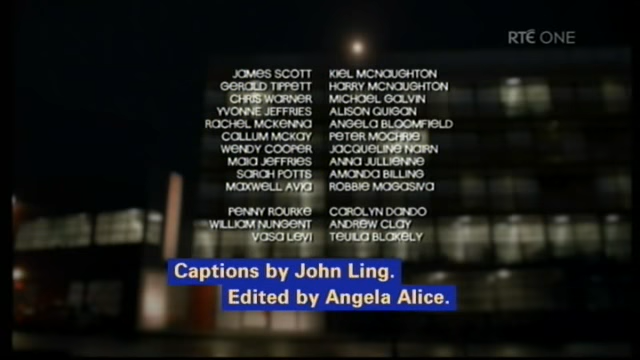 RTÉ ONE
JAMES SCOTT KIEL MCNAUGHTON
GERALD TIPPETT HARRY MCNAUGHTON
CHRIS WARNER MICHAEL GALVIN
YVONNE JEFFRIES ALISON QUIGAN
RACHEL MCKENNA ANGELA BLOOMFIELD
CALLUM MCKAY PETER MOCHRIE
WENDY COOPER JACQUELINE NAIRN
MAIA JEFFRIES ANNA JULLIENNE
SARAH POTTS AMANDA BILLING
MAXWELL AVIA ROBBIE MAGASIVA
PENNY ROURKE CAROLYN DANDO
WILLIAM NUNGENT ANDREW CLAY
VASA LEVI TEUILA BLAKELY
Captions by John Ling.
Edited by Angela Alice.